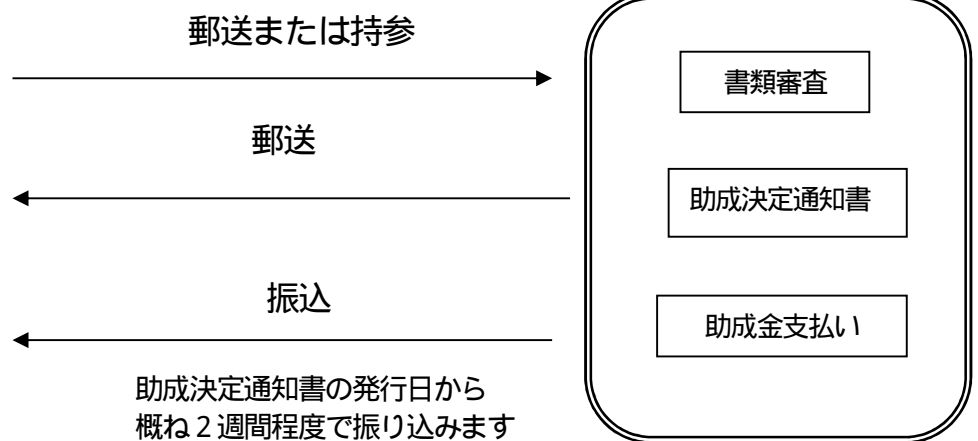 郵送または持参
書類審査
郵送
助成決定通知書
振込
助成金支払い
助成決定通知書の発行日から
概ね２週間程度で振り込みます